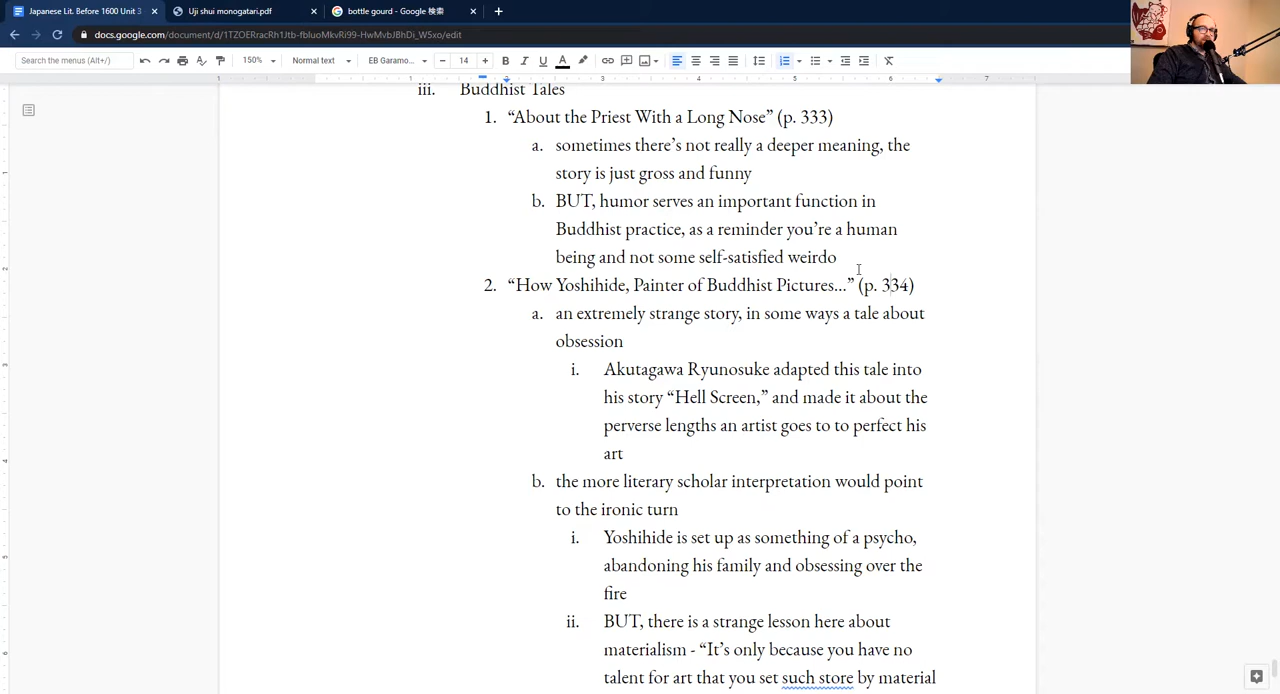 Japanese Lit. Before 1600 Unit 3
Uji shui monogatari.pdf
bottle gourd - Google 検索
docs.google.com/document/d/1TZOERracRh1Jtb-fbluoMkvRi99-HwMvbJBhDi_W5xo/edit
Search the menus (Alt+/)
150%
Normal text
EB Garamo...
14
1 2 3 4 5 6 7
iii. Buddhist Tales
1. “About the Priest With a Long Nose” (p. 333)
a. sometimes there’s not really a deeper meaning, the
story is just gross and funny
b. BUT, humor serves an important function in
Buddhist practice, as a reminder you’re a human
being and not some self-satisfied weirdo
2. “How Yoshihide, Painter of Buddhist Pictures...” (p. 334)
a. an extremely strange story, in some ways a tale about
obsession
i. Akutagawa Ryunosuke adapted this tale into
his story “Hell Screen,” and made it about the
perverse lengths an artist goes to to perfect his
art
b. the more literary scholar interpretation would point
to the ironic turn
i. Yoshihide is set up as something of a psycho,
abandoning his family and obsessing over the
fire
ii. BUT, there is a strange lesson here about
materialism - “It’s only because you have no
talent for art that you set such store by material